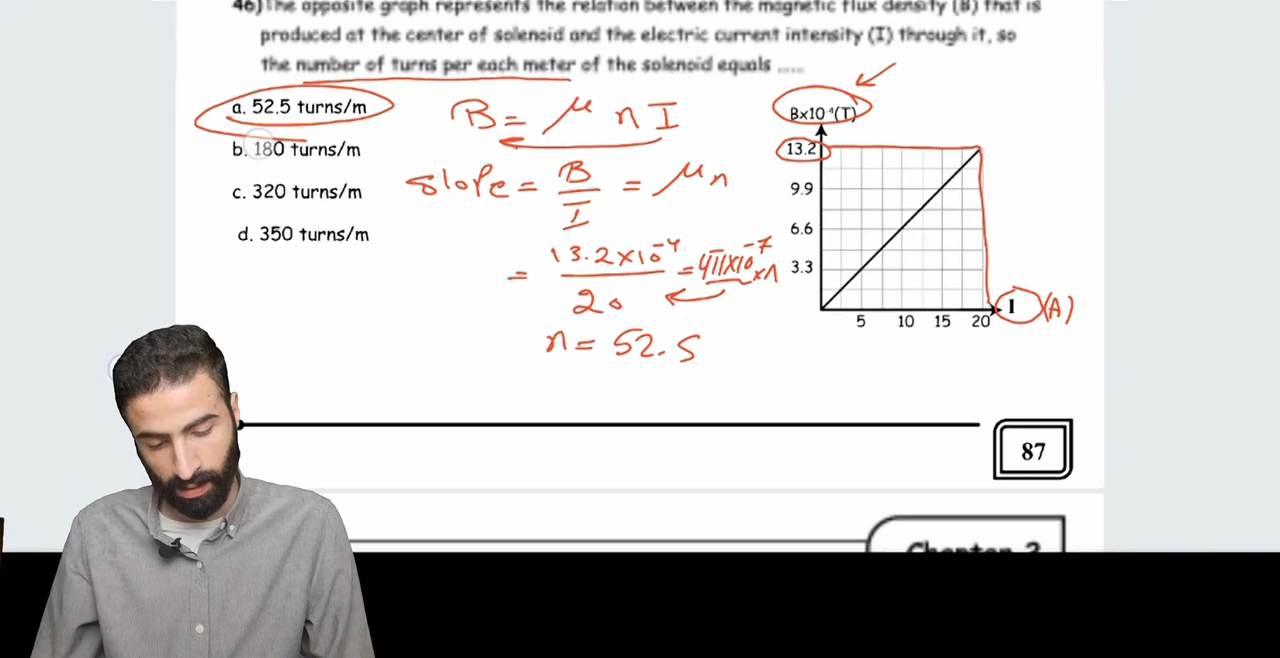 46) The opposite graph represents the relation between the magnetic flux density (B) that is
produced at the center of solenoid and the electric current intensity (I) through it, so
the number of turns per each meter of the solenoid equals .....
a. 52.5 turns/m
b. 180 turns/m
c. 320 turns/m
d. 350 turns/m
B = μ n I
slope = B/I = μ n
= 13.2×10⁻⁴/20 = 4π×10⁻⁷ × n
n = 52.5
B×10⁻⁴(T)
13.2
9.9
6.6
3.3
5 10 15 20
I (A)
87
Chapter 2